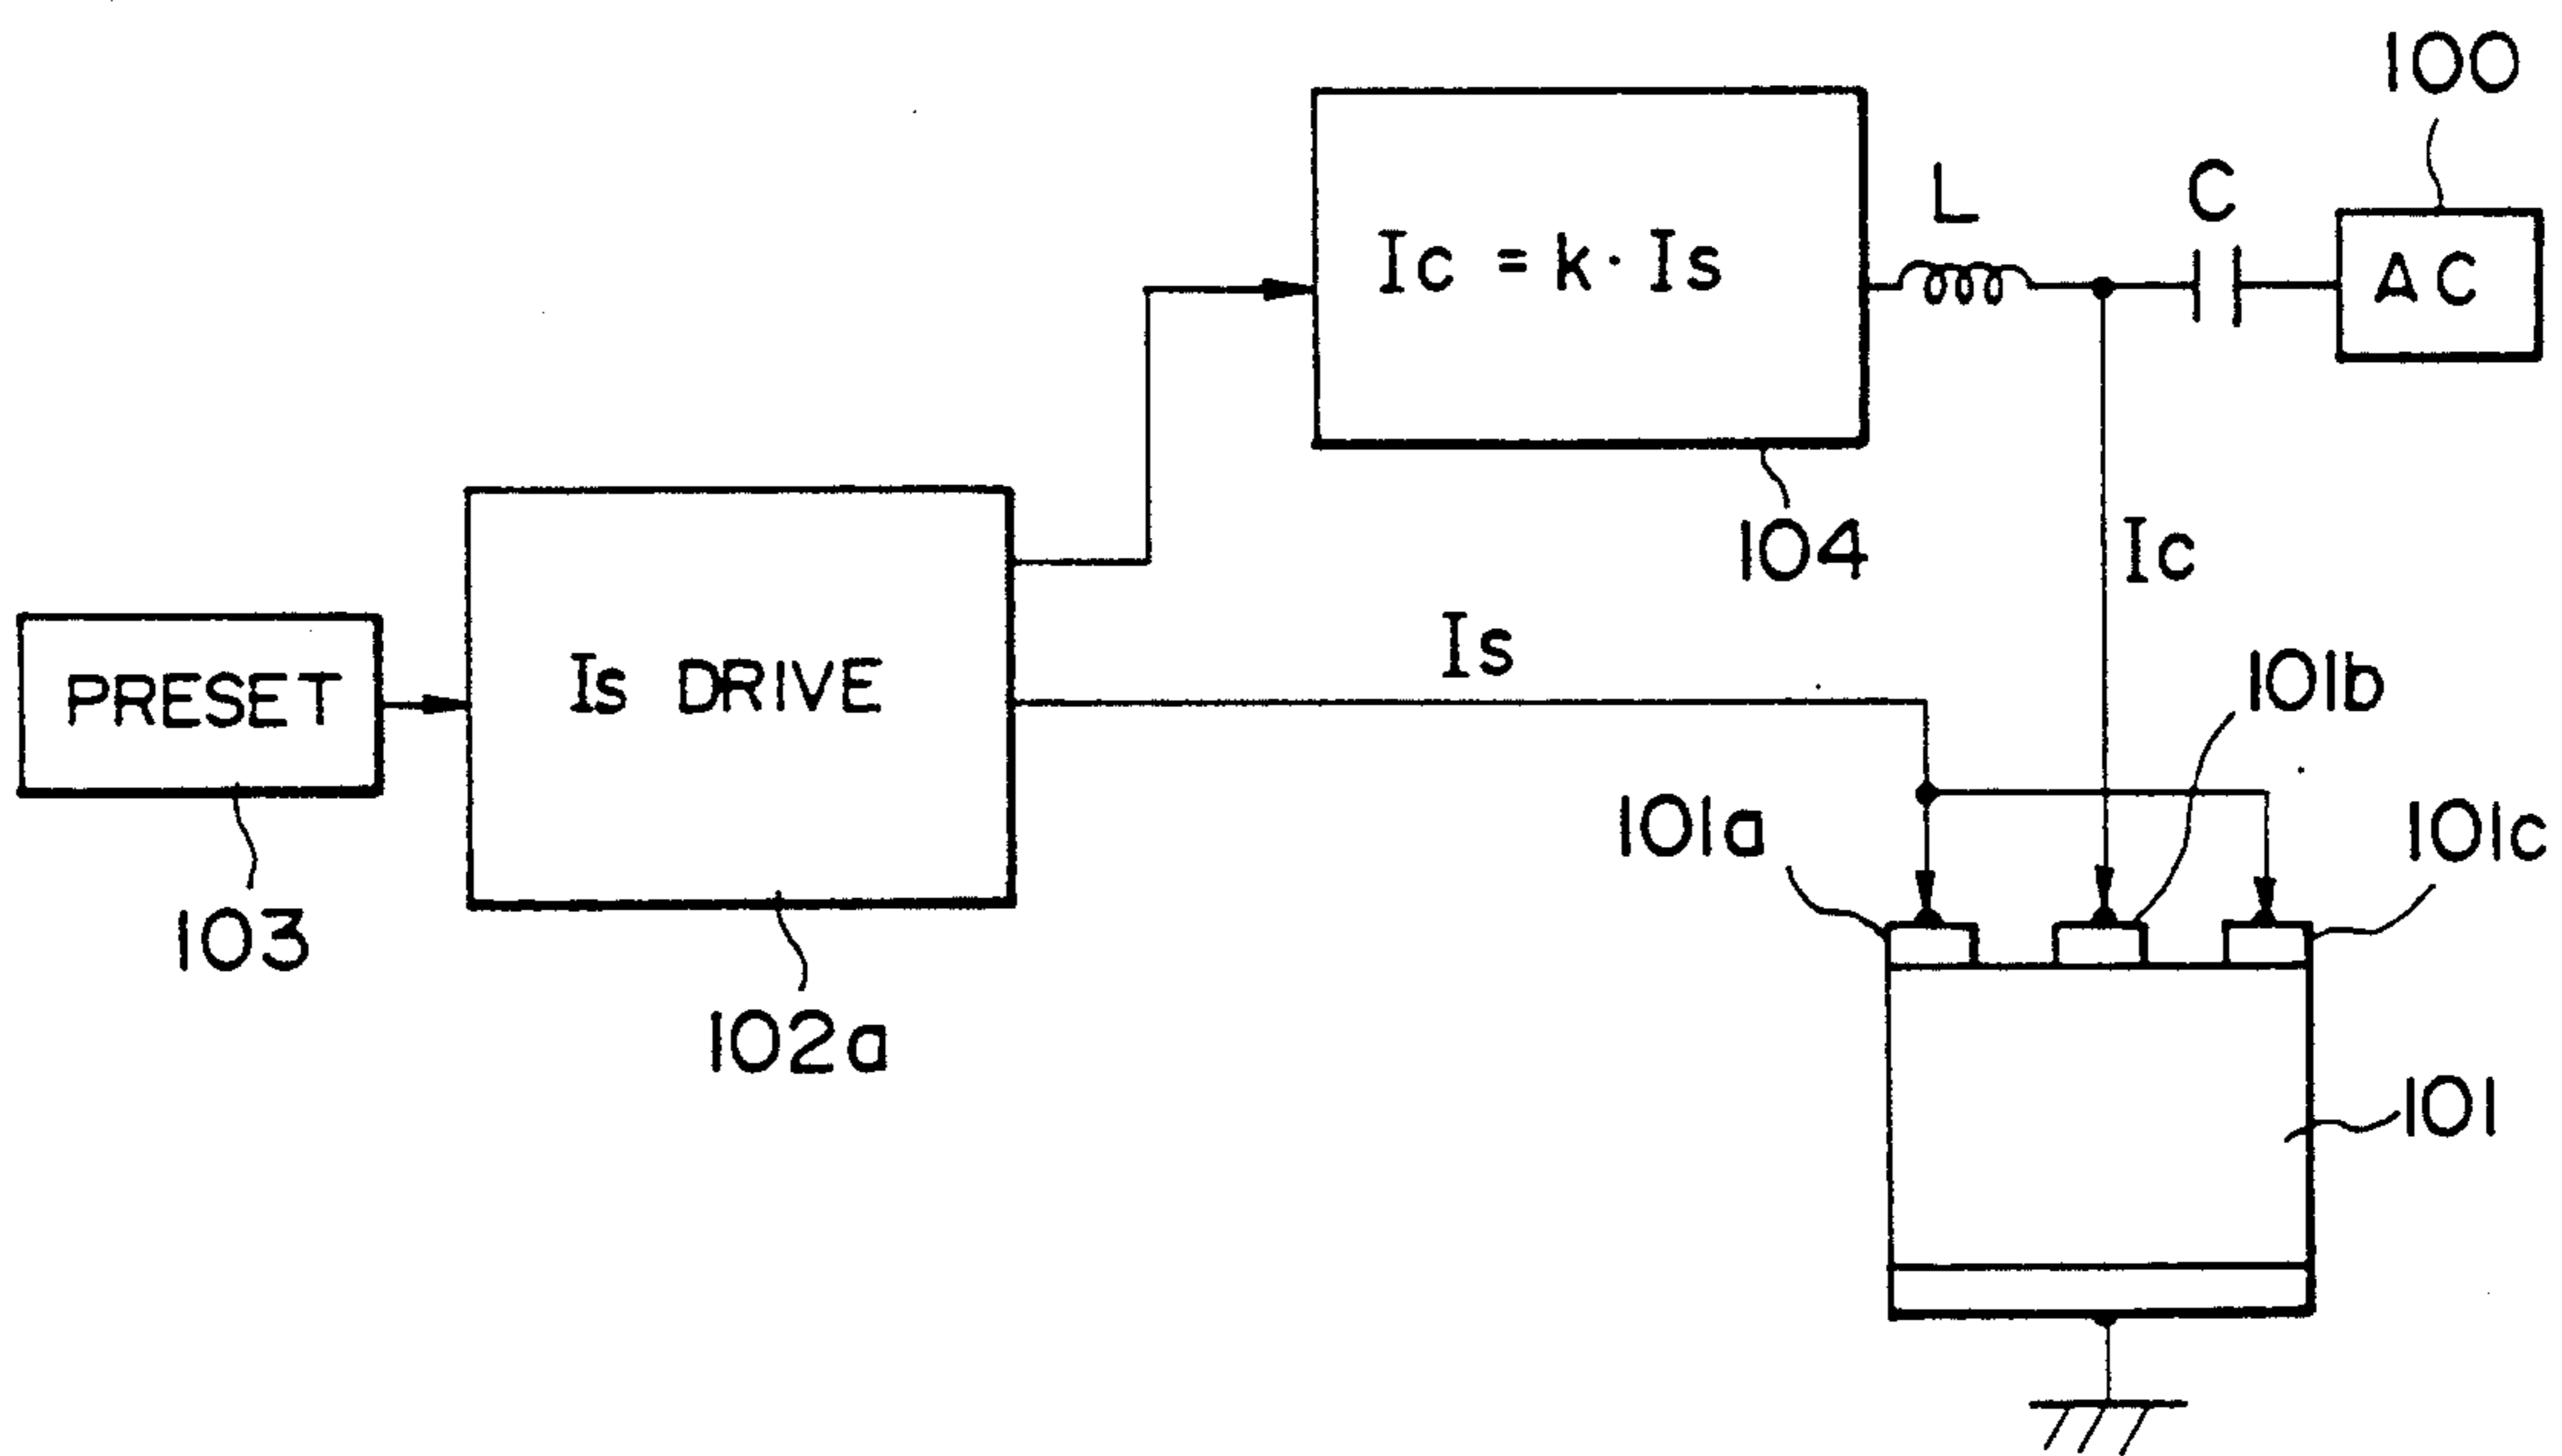 100
L
C
Ic = k· Is
AC
104
Ic
Is
PRESET
Is DRIVE
101b
101a
101c
103
102a
101